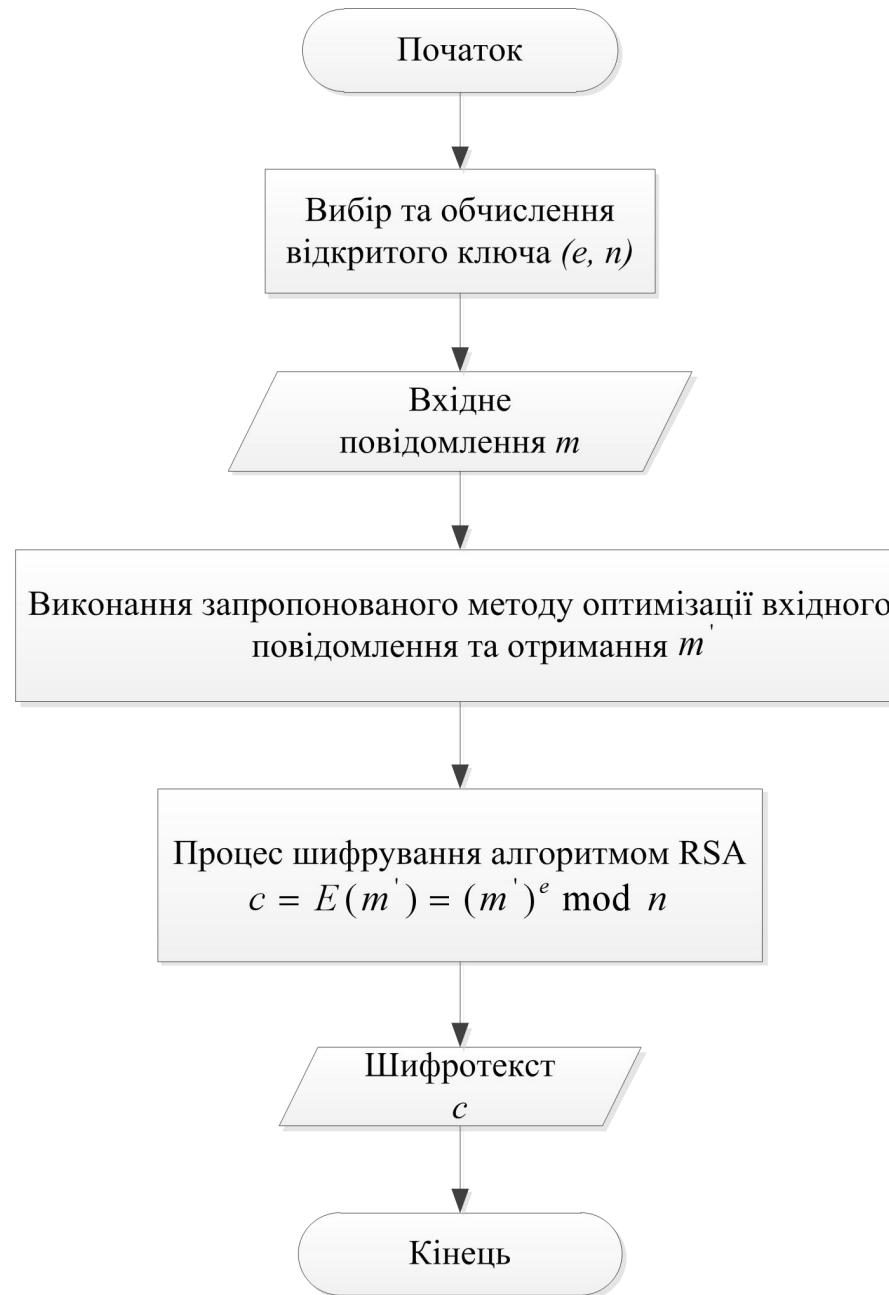 Початок
Вибір та обчислення
відкритого ключа (e, n)
Вхідне
повідомлення m
Виконання запропонованого методу оптимізації вхідного
повідомлення та отримання m'
Процес шифрування алгоритмом RSA
c = E(m') = (m')^e mod n
Шифротекст
c
Кінець